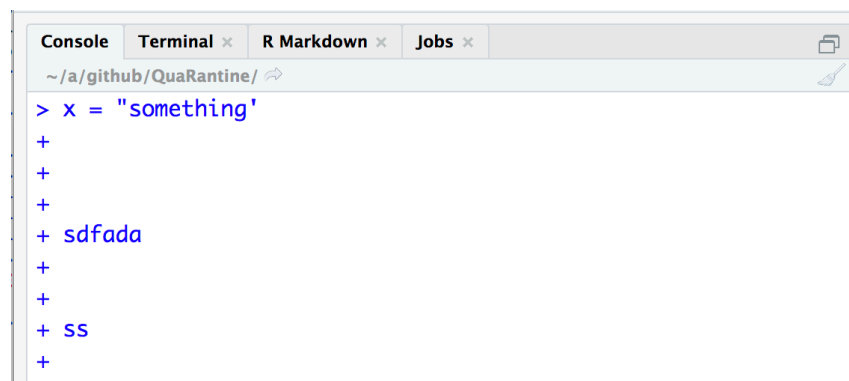 Console Terminal × R Markdown × Jobs ×
~/a/github/QuaRantine/
> x = "something'
+
+
+
+ sdfada
+
+
+ ss
+